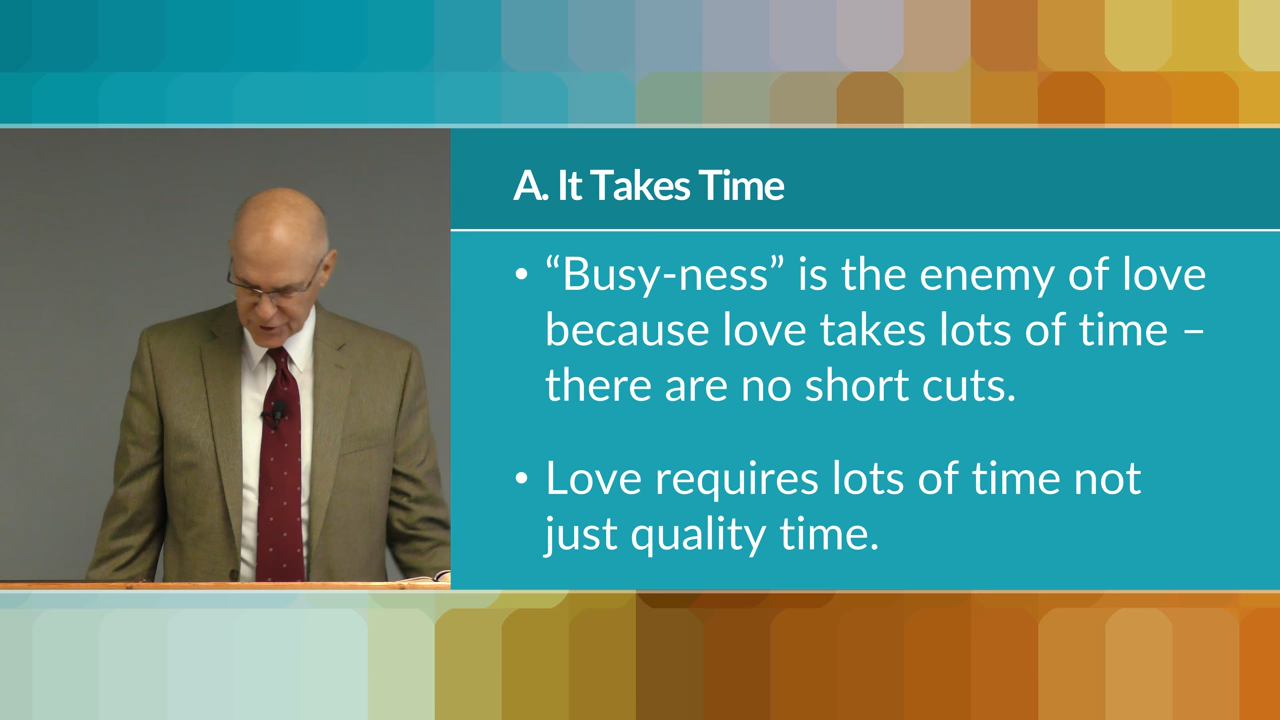 A. It Takes Time
• “Busy-ness” is the enemy of love
because love takes lots of time –
there are no short cuts.
• Love requires lots of time not
just quality time.